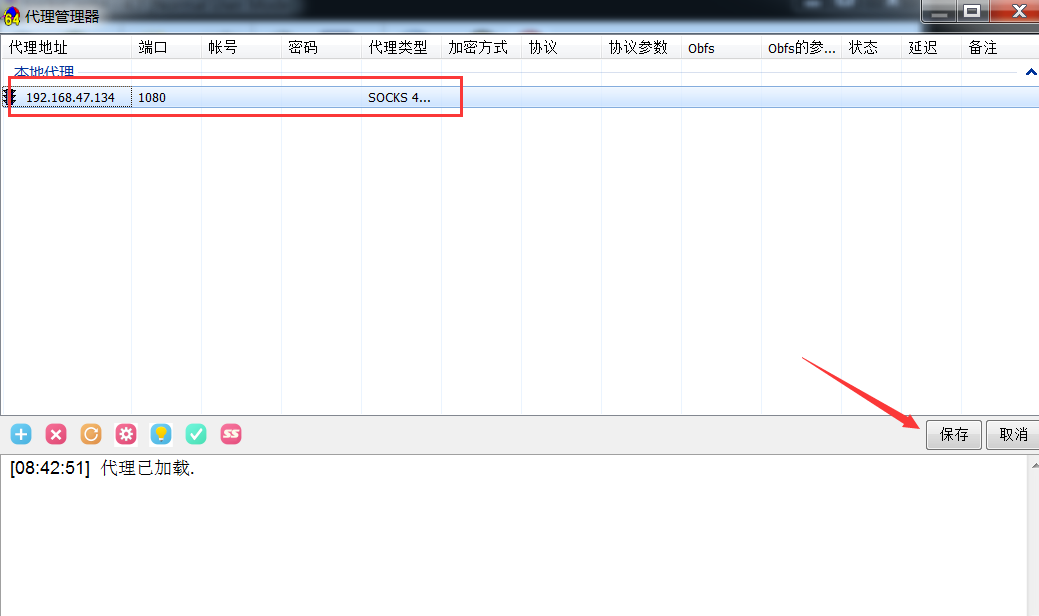 64 代理管理器
代理地址 端口 帐号 密码 代理类型 加密方式 协议 协议参数 Obfs Obfs的参... 状态 延迟 备注
本地代理
192.168.47.134 1080 SOCKS 4...
SS 保存 取消
[08:42:51] 代理已加载.